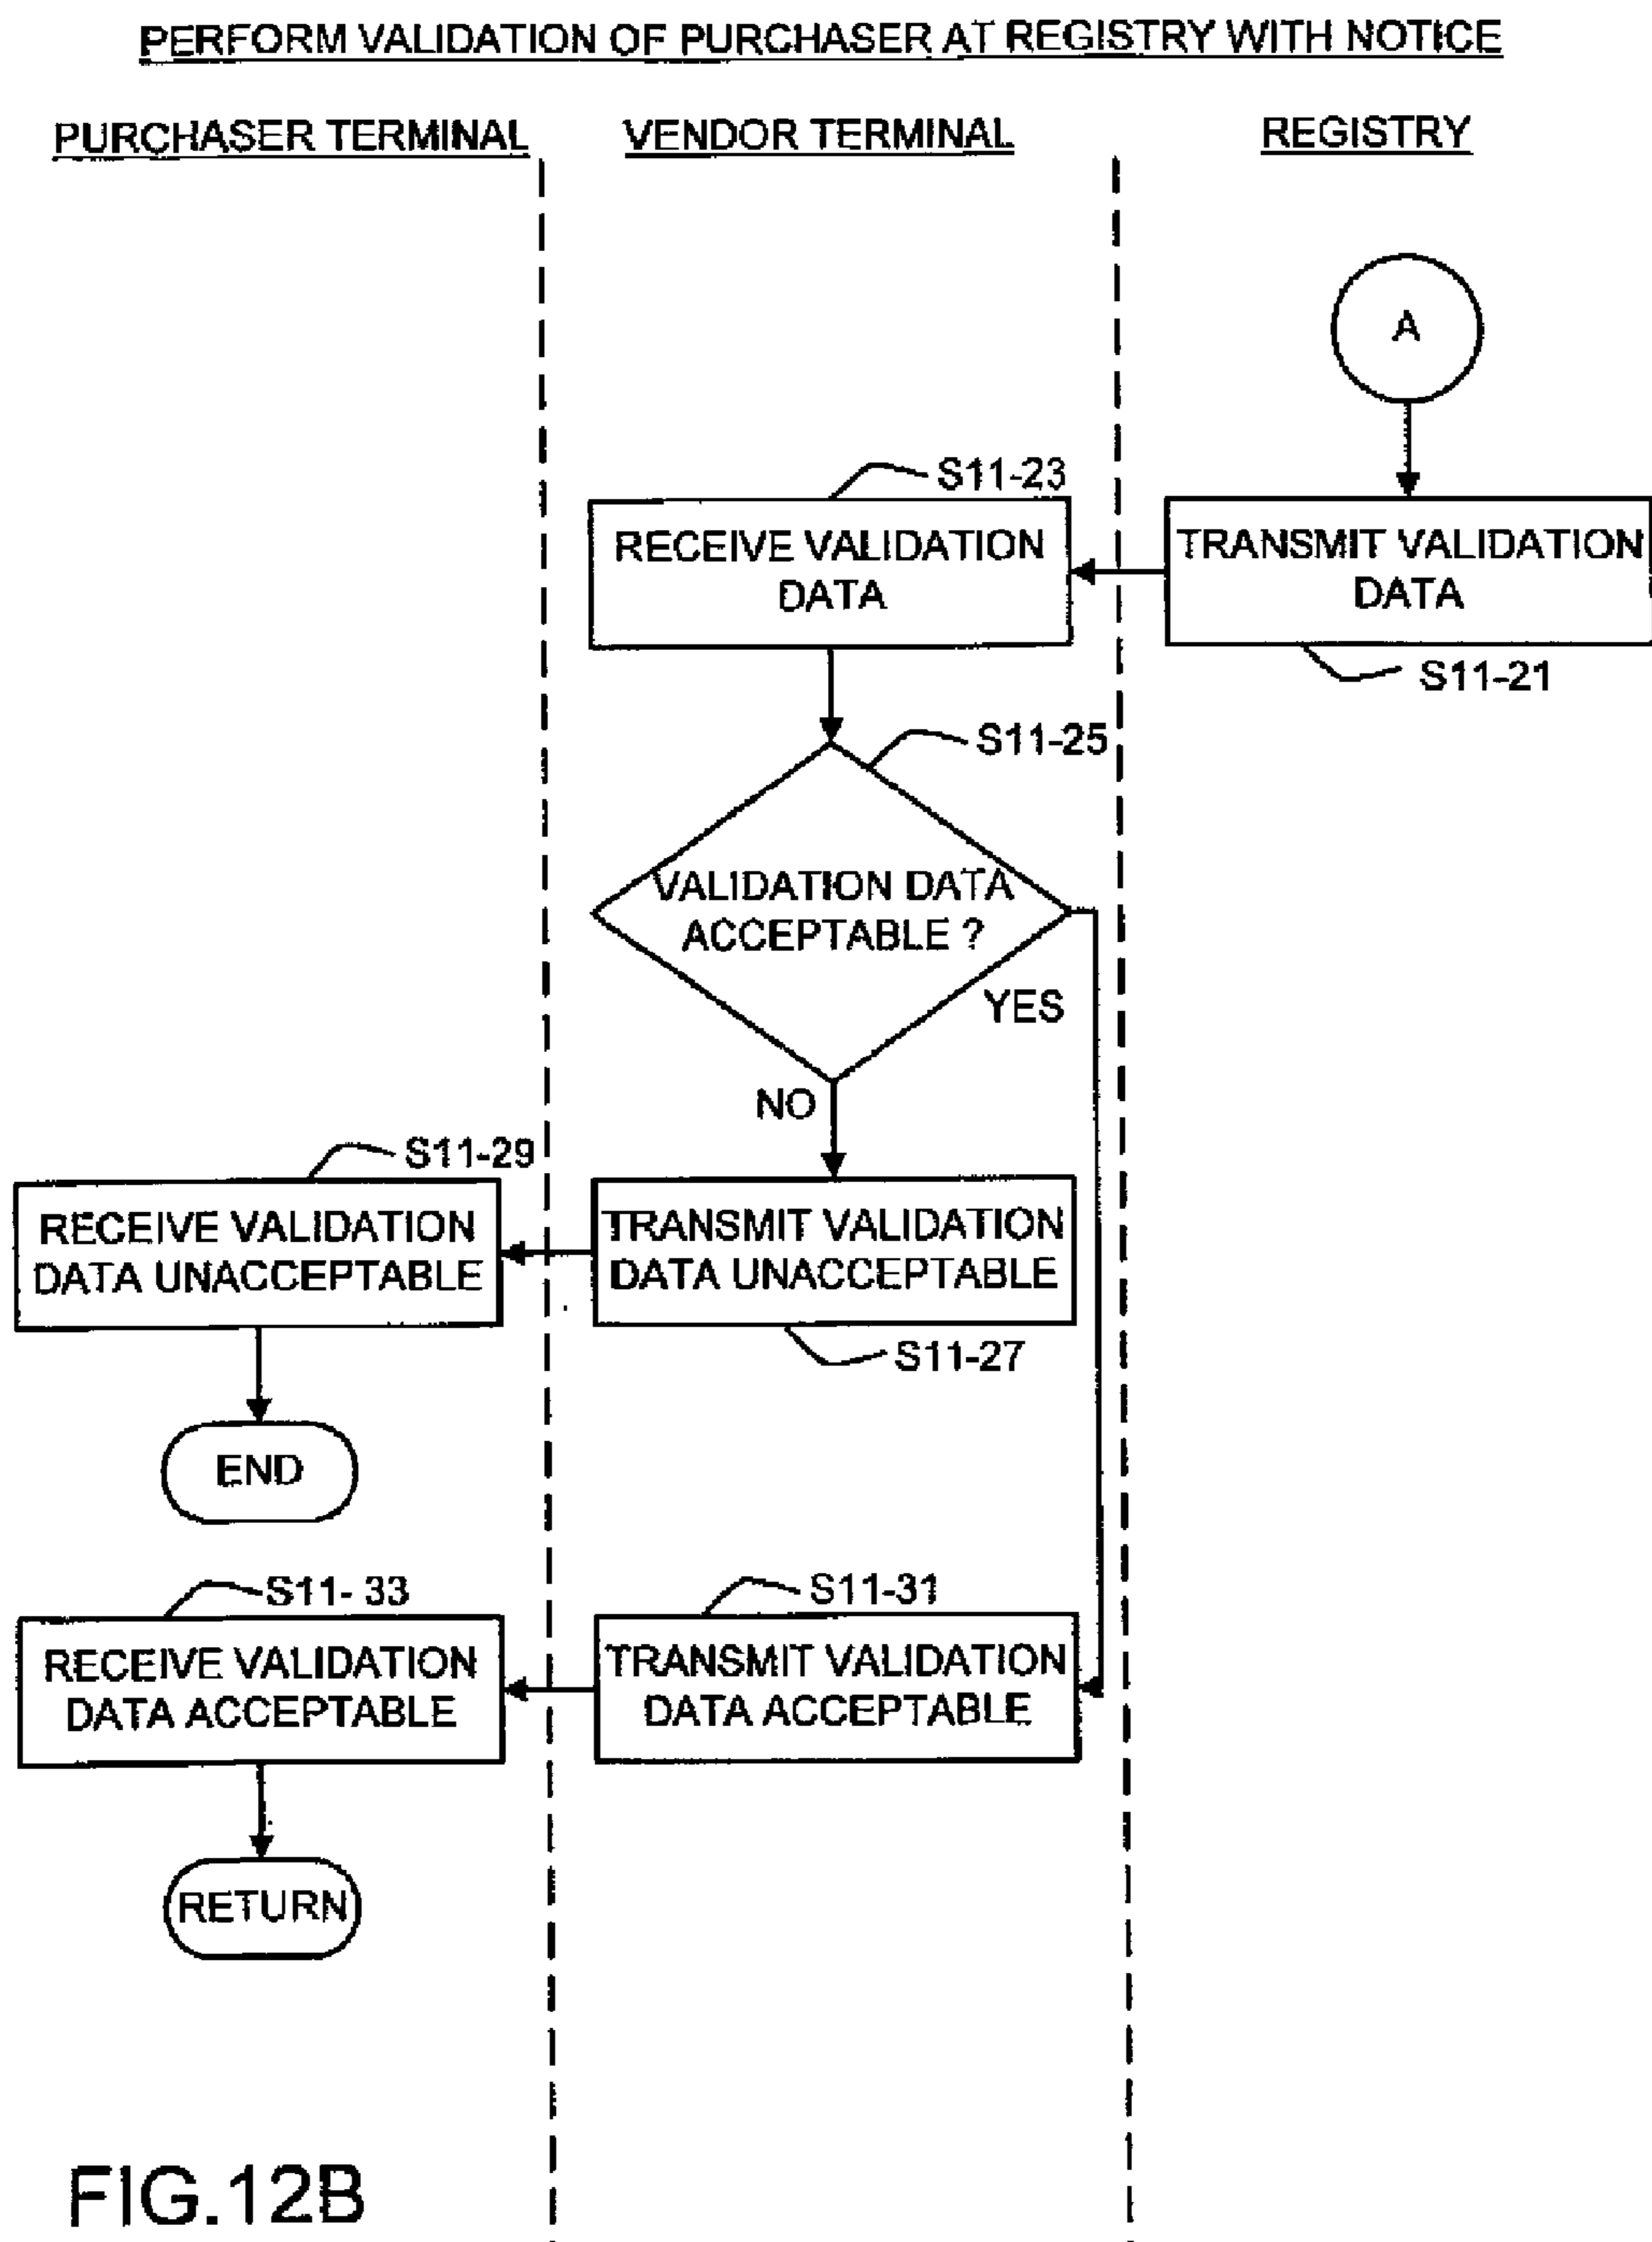 PERFORM VALIDATION OF PURCHASER AT REGISTRY WITH NOTICE
PURCHASER TERMINAL
VENDOR TERMINAL
REGISTRY
A
S11-23
RECEIVE VALIDATION
DATA
TRANSMIT VALIDATION
DATA
S11-21
S11-25
VALIDATION DATA
ACCEPTABLE ?
YES
NO
S11-29
RECEIVE VALIDATION
DATA UNACCEPTABLE
TRANSMIT VALIDATION
DATA UNACCEPTABLE
S11-27
END
S11- 33
RECEIVE VALIDATION
DATA ACCEPTABLE
S11-31
TRANSMIT VALIDATION
DATA ACCEPTABLE
RETURN
FIG.12B